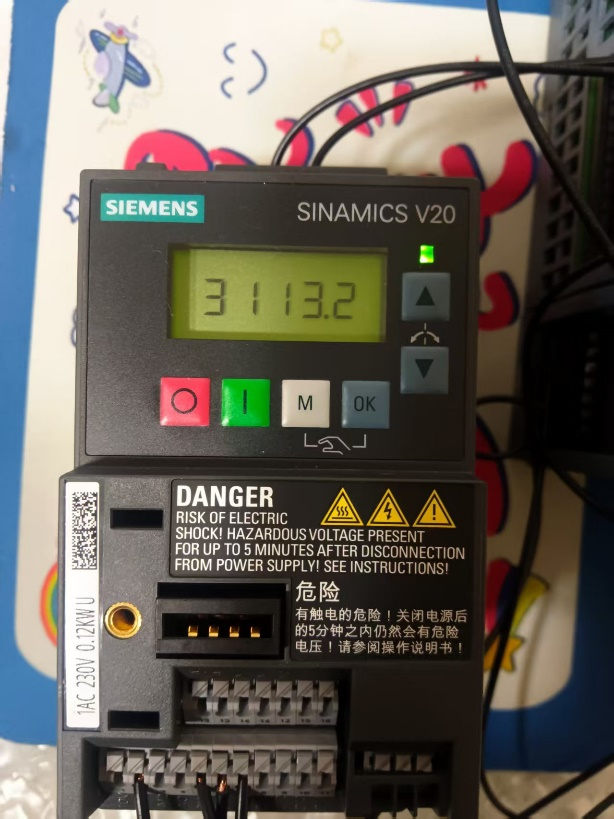 SIEMENS
SINAMICS V20
3113.2
M
OK
DANGER
RISK OF ELECTRIC
SHOCK! HAZARDOUS VOLTAGE PRESENT
FOR UP TO 5 MINUTES AFTER DISCONNECTION
FROM POWER SUPPLY! SEE INSTRUCTIONS!
危险
有触电的危险！关闭电源后
的5分钟之内仍然会有危险
电压！请参阅操作说明书！
1AC 230V 0.12KW U